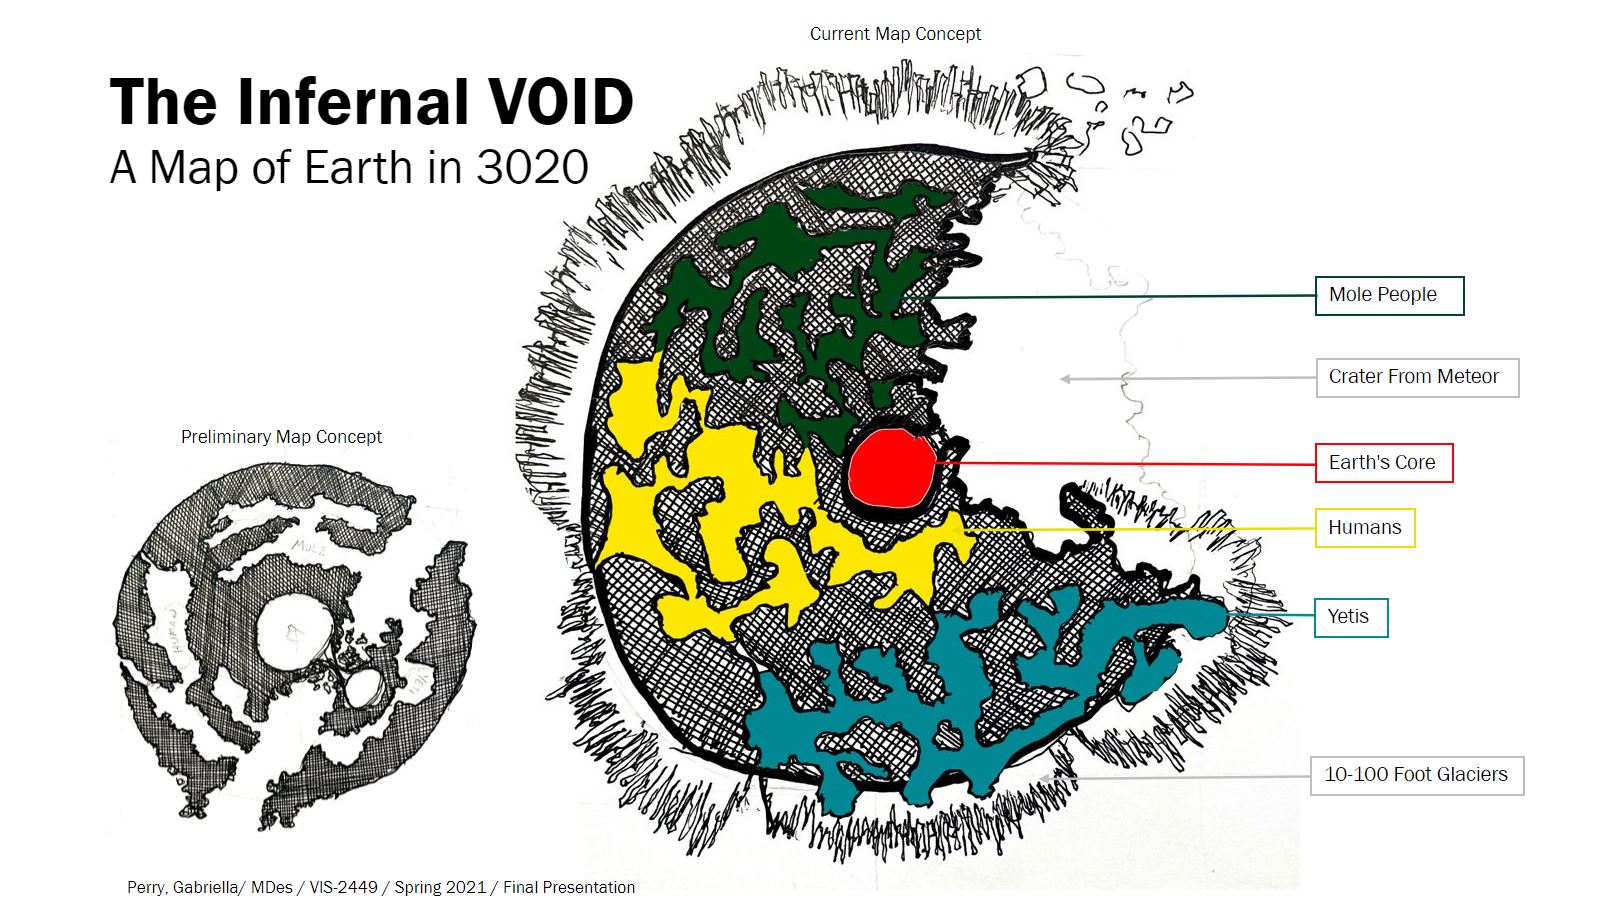 Current Map Concept
The Infernal VOID
A Map of Earth in 3020
Mole People
Crater From Meteor
Preliminary Map Concept
Earth's Core
Humans
Yetis
10-100 Foot Glaciers
MOLE
HUMAN
YETI
Perry, Gabriella/ MDes / VIS-2449 / Spring 2021 / Final Presentation